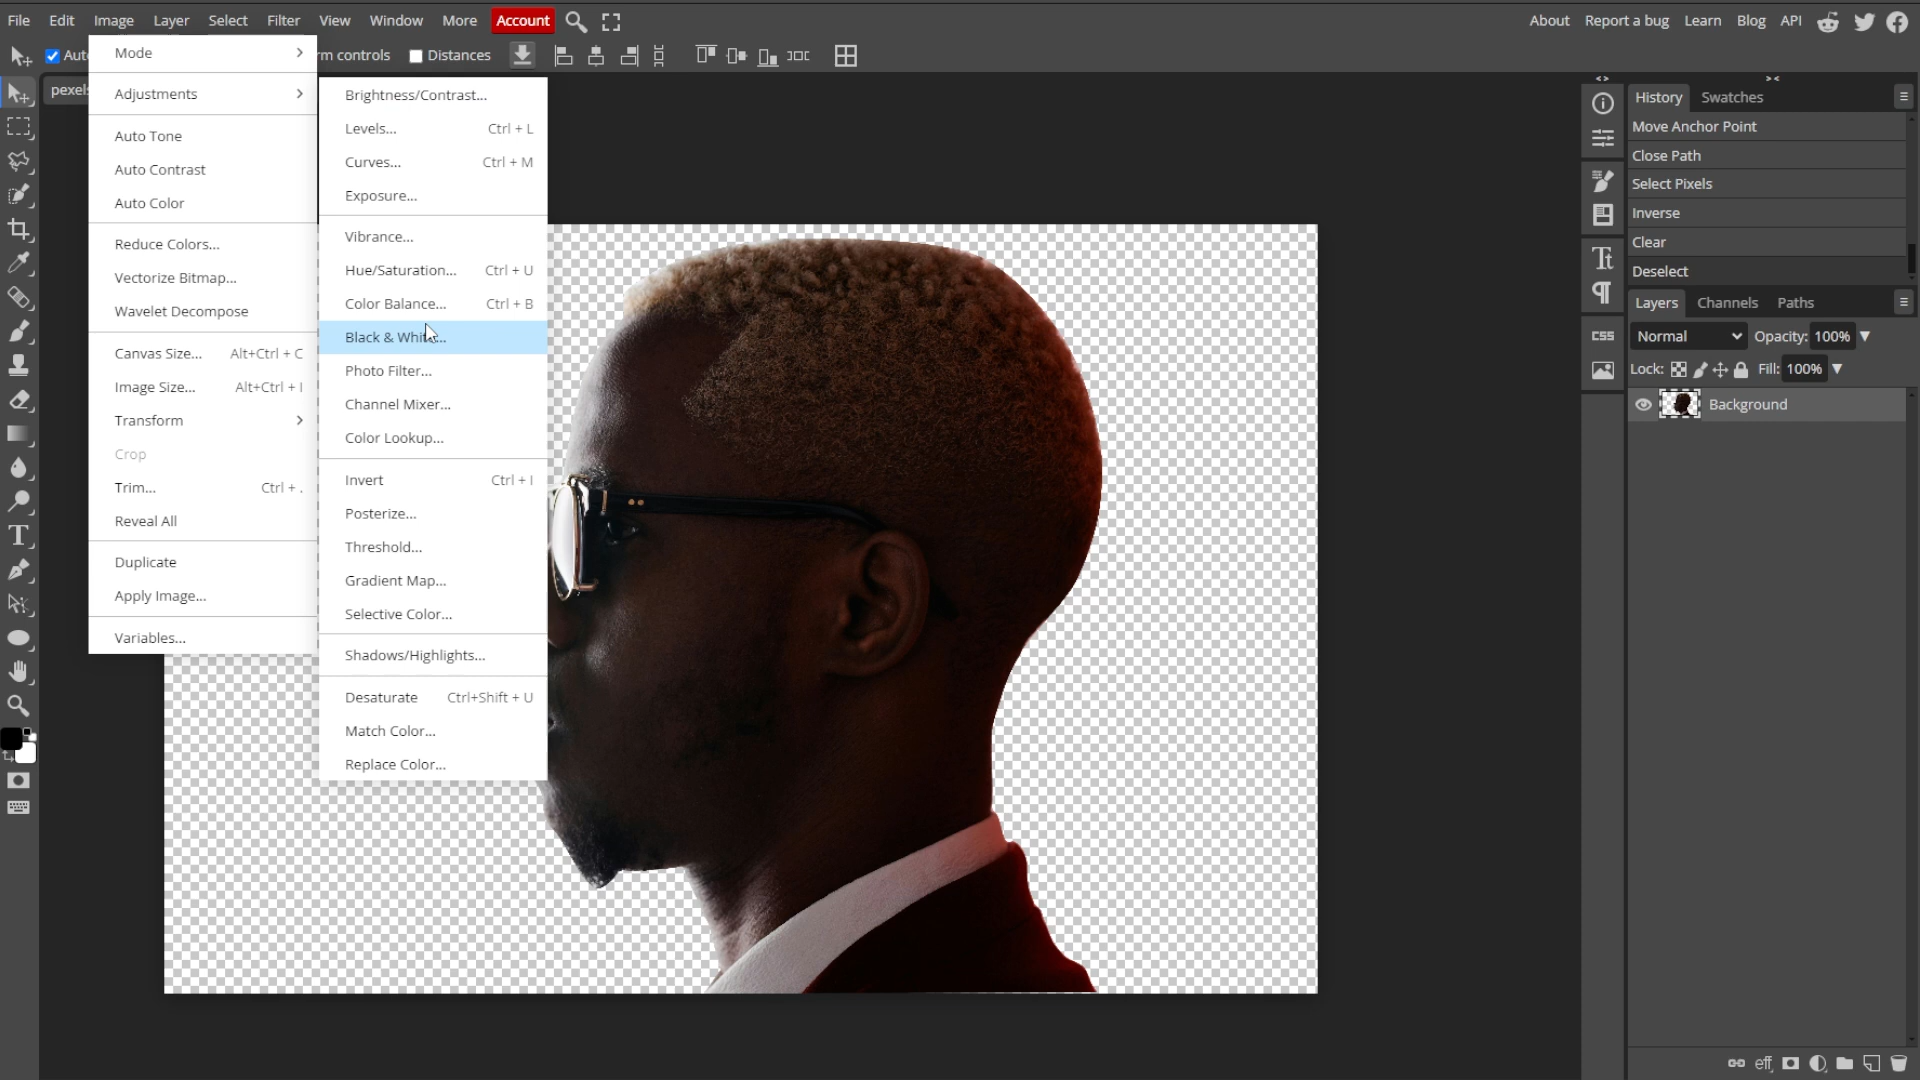 File Edit Image Layer Select Filter View Window More Account About Report a bug Learn Blog API
rm controls Distances
Mode
Adjustments
Auto Tone
Auto Contrast
Auto Color
Reduce Colors...
Vectorize Bitmap...
Wavelet Decompose
Canvas Size... Alt+Ctrl + C
Image Size... Alt+Ctrl + I
Transform
Crop
Trim... Ctrl + .
Reveal All
Duplicate
Apply Image...
Variables...
Brightness/Contrast...
Levels... Ctrl + L
Curves... Ctrl + M
Exposure...
Vibrance...
Hue/Saturation... Ctrl + U
Color Balance... Ctrl + B
Black & Whit...
Photo Filter...
Channel Mixer...
Color Lookup...
Invert Ctrl + I
Posterize...
Threshold...
Gradient Map...
Selective Color...
Shadows/Highlights...
Desaturate Ctrl+Shift + U
Match Color...
Replace Color...
CSS
History Swatches
Move Anchor Point
Close Path
Select Pixels
Inverse
Clear
Deselect
Layers Channels Paths
Normal Opacity: 100%
Lock: Fill: 100%
Background
eff